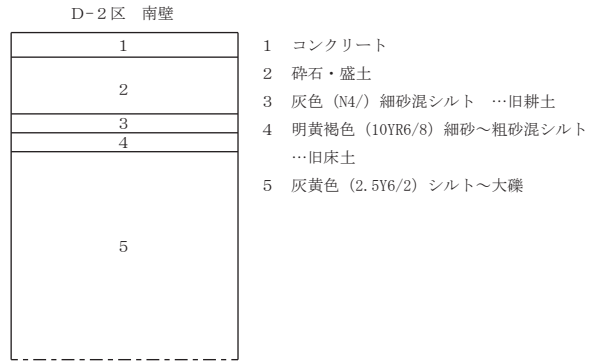 D-2区　南壁
1
2
3
4
5
1　コンクリート
2　砕石・盛土
3　灰色（N4/）細砂混シルト　…旧耕土
4　明黄褐色（10YR6/8）細砂～粗砂混シルト
…旧床土
5　灰黄色（2.5Y6/2）シルト～大礫